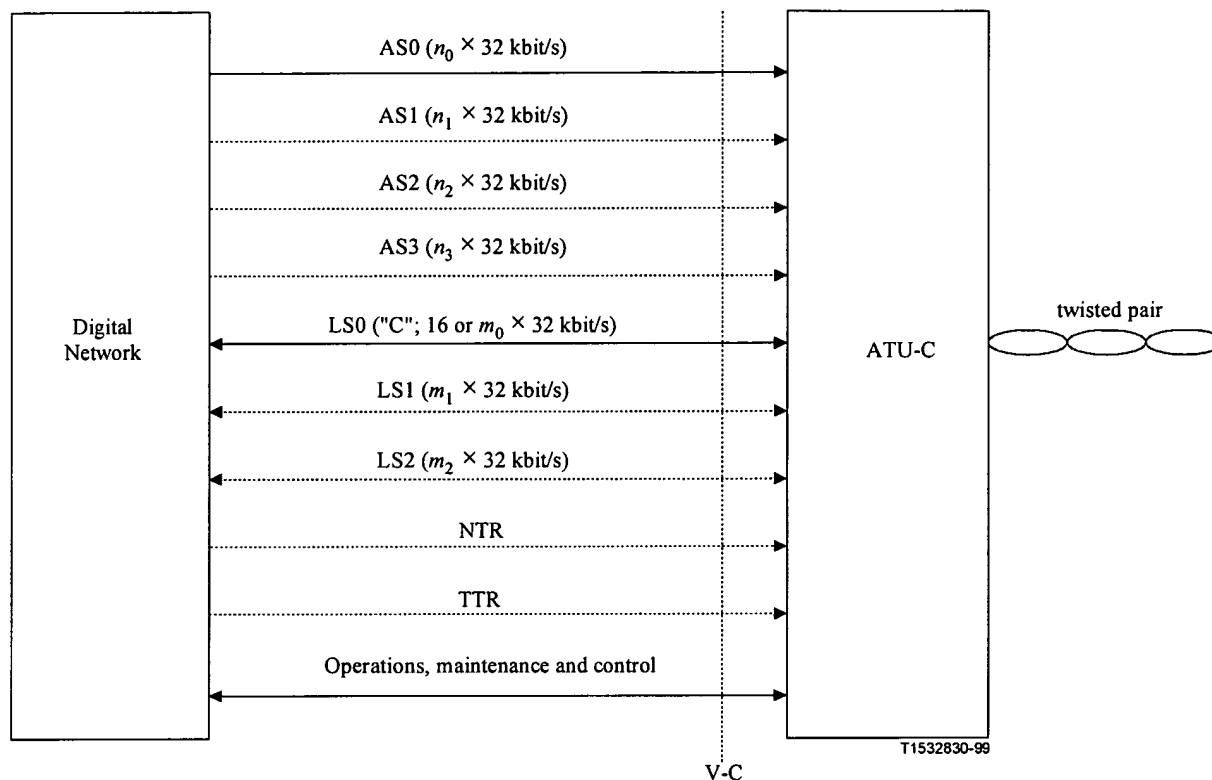 AS0 (n0 × 32 kbit/s)
AS1 (n1 × 32 kbit/s)
AS2 (n2 × 32 kbit/s)
AS3 (n3 × 32 kbit/s)
LS0 ("C"; 16 or m0 × 32 kbit/s)
Digital
Network
ATU-C
twisted pair
LS1 (m1 × 32 kbit/s)
LS2 (m2 × 32 kbit/s)
NTR
TTR
Operations, maintenance and control
T1532830-99
V-C